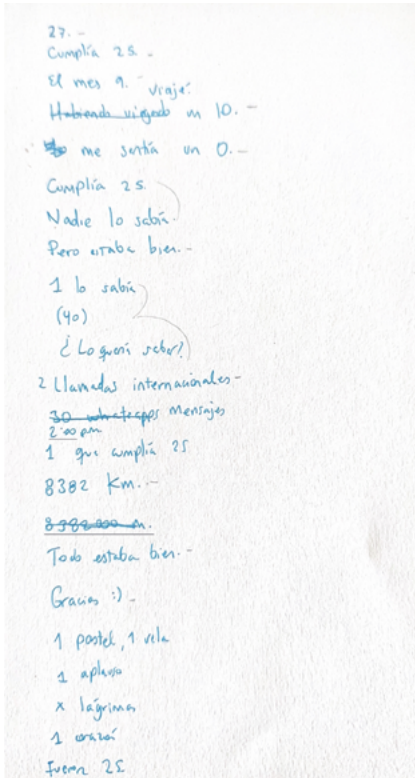 27.-
Cumplía 25.-
El mes 9.- viajé.
Habiendo viajado un 10.-
me sentía un 0.-
Cumplía 25.
Nadie lo sabía.
Pero estaba bien.-
1 lo sabía
(yo)
¿Lo quería saber?
2 Llamadas internacionales-
30 whatsapps Mensajes
2:00 pm
1 que cumplía 25
8382 Km.-
8382000 m.
Todo estaba bien.-
Gracias :)-
1 pastel, 1 vela
1 aplauso
x lágrimas
1 corazón
Fueron 25